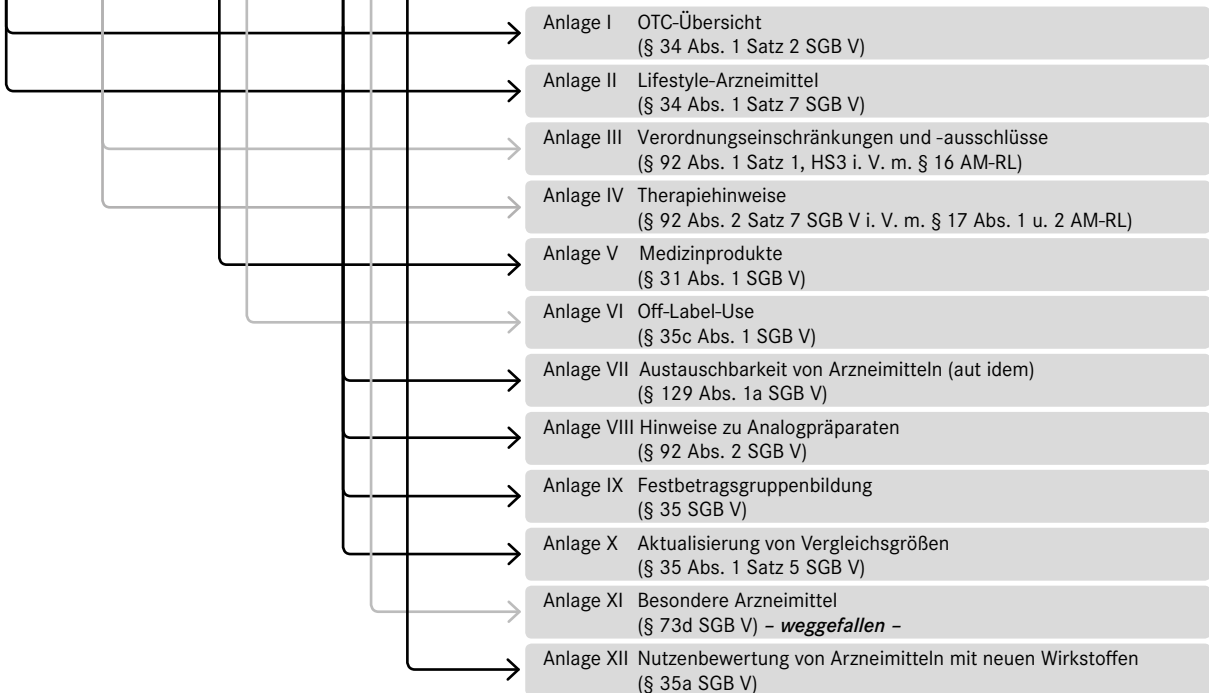 Anlage I OTC-Übersicht
(§ 34 Abs. 1 Satz 2 SGB V)
Anlage II Lifestyle-Arzneimittel
(§ 34 Abs. 1 Satz 7 SGB V)
Anlage III Verordnungseinschränkungen und -ausschlüsse
(§ 92 Abs. 1 Satz 1, HS3 i. V. m. § 16 AM-RL)
Anlage IV Therapiehinweise
(§ 92 Abs. 2 Satz 7 SGB V i. V. m. § 17 Abs. 1 u. 2 AM-RL)
Anlage V Medizinprodukte
(§ 31 Abs. 1 SGB V)
Anlage VI Off-Label-Use
(§ 35c Abs. 1 SGB V)
Anlage VII Austauschbarkeit von Arzneimitteln (aut idem)
(§ 129 Abs. 1a SGB V)
Anlage VIII Hinweise zu Analogpräparaten
(§ 92 Abs. 2 SGB V)
Anlage IX Festbetragsgruppenbildung
(§ 35 SGB V)
Anlage X Aktualisierung von Vergleichsgrößen
(§ 35 Abs. 1 Satz 5 SGB V)
Anlage XI Besondere Arzneimittel
(§ 73d SGB V) – weggefallen –
Anlage XII Nutzenbewertung von Arzneimitteln mit neuen Wirkstoffen
(§ 35a SGB V)